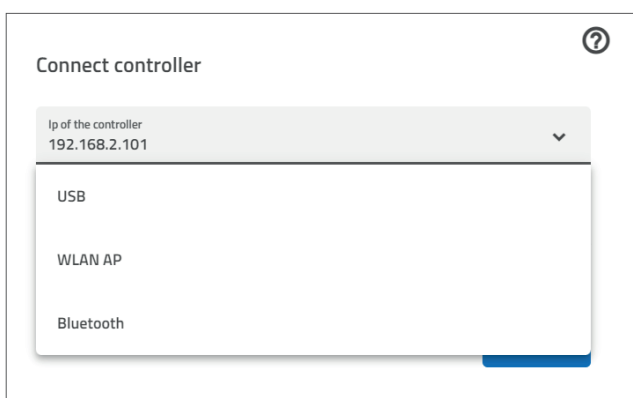 Connect controller
Ip of the controller
192.168.2.101
USB
WLAN AP
Bluetooth